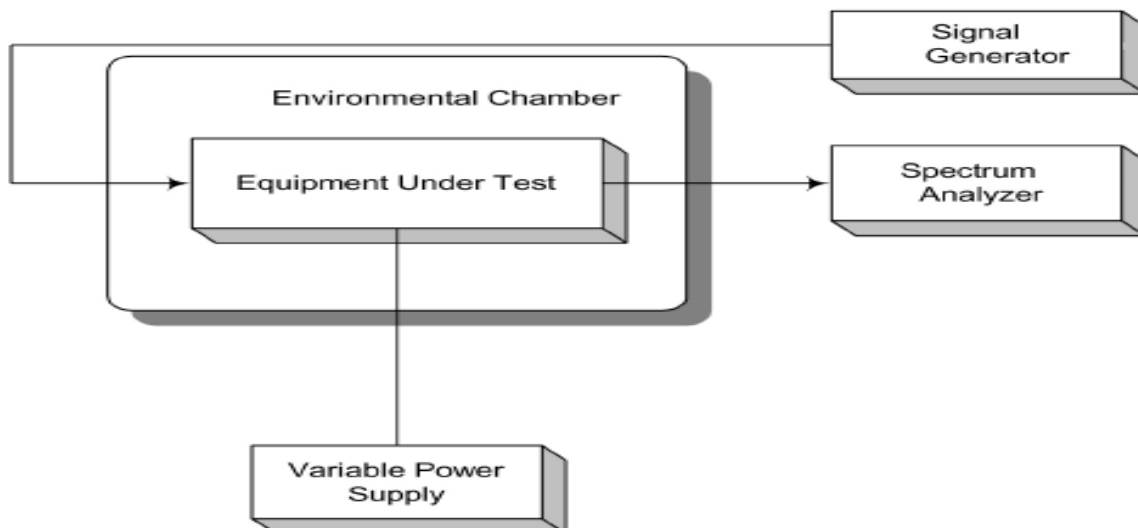 Signal
Generator
Environmental Chamber
Equipment Under Test
Spectrum
Analyzer
Variable Power
Supply